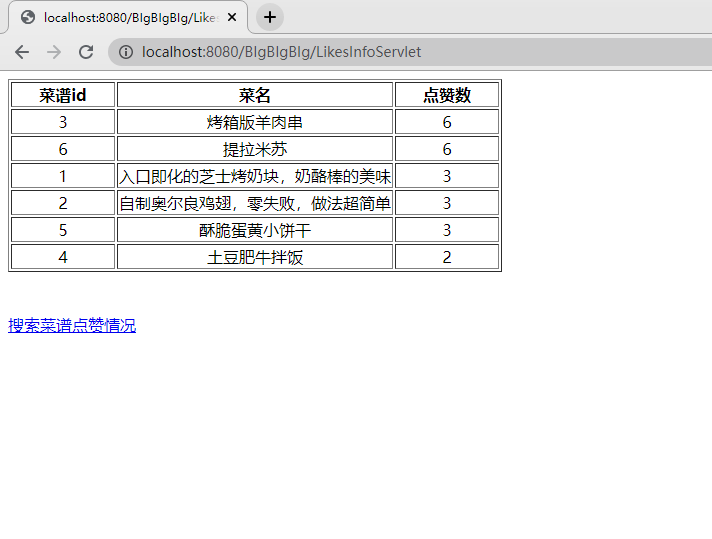 localhost:8080/BIgBIgBIg/Likes
localhost:8080/BIgBIgBIg/LikesInfoServlet
菜谱id 菜名 点赞数
3 烤箱版羊肉串 6
6 提拉米苏 6
1 入口即化的芝士烤奶块，奶酪棒的美味 3
2 自制奥尔良鸡翅，零失败，做法超简单 3
5 酥脆蛋黄小饼干 3
4 土豆肥牛拌饭 2
搜索菜谱点赞情况